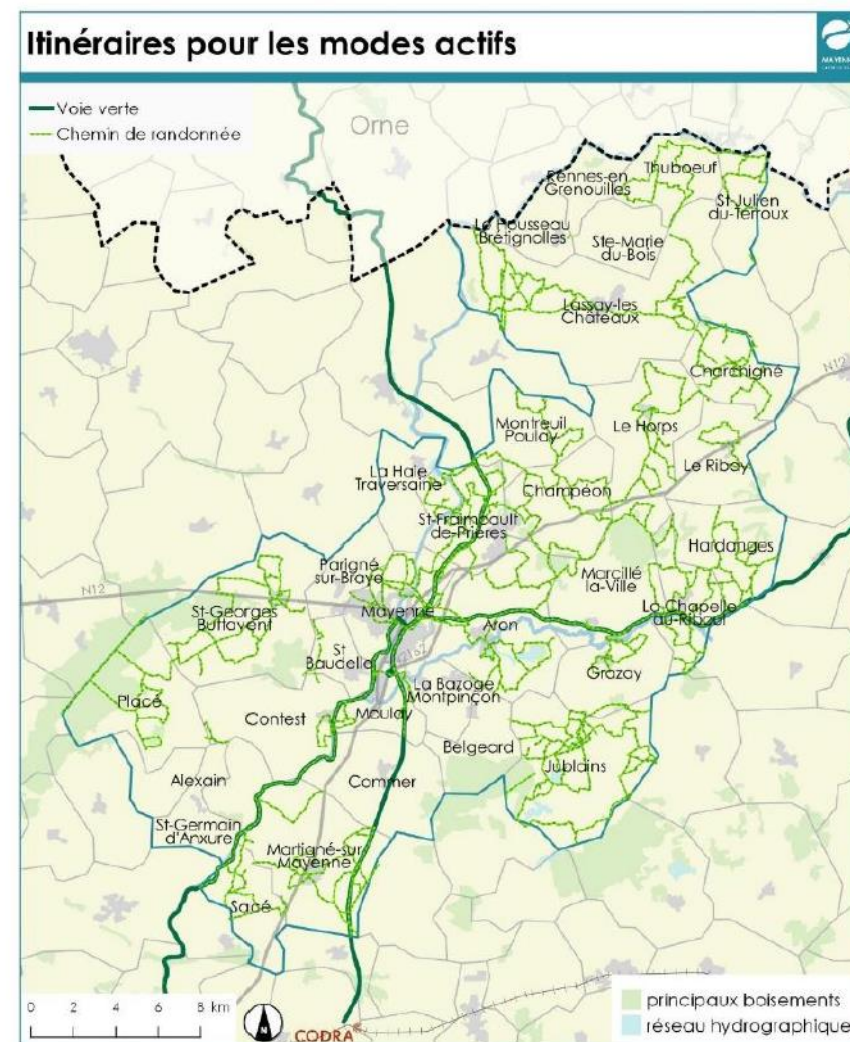 Itinéraires pour les modes actifs
MAYENNE
Voie verte
Chemin de randonnée
Orne
Rennes-en
Grenouilles
Thuboeuf
St-Julien
du-Terroux
Le Housseau
Brétignolles
Ste-Marie
du-Bois
Lassay-les
Châteaux
Charchigné
N12
Montreuil
Poulay
Le Horps
Le Ribay
La Haie
Traversaine
Champéon
St-Fraimbault
de-Prières
Hardanges
Parigné
sur-Braye
Marcillé
la-Ville
N12
St-Georges
Buttavent
Mayenne
Aron
La Chapelle
au-Riboul
N162
St
Baudelle
Grazay
La Bazoge
Montpinçon
Placé
Contest
Moulay
Belgeard
Jublains
Alexain
Commer
St-Germain
d'Anxure
Martigné-sur
Mayenne
Sacé
0 2 4 6 8 km
N
CODRA
principaux boisements
réseau hydrographique